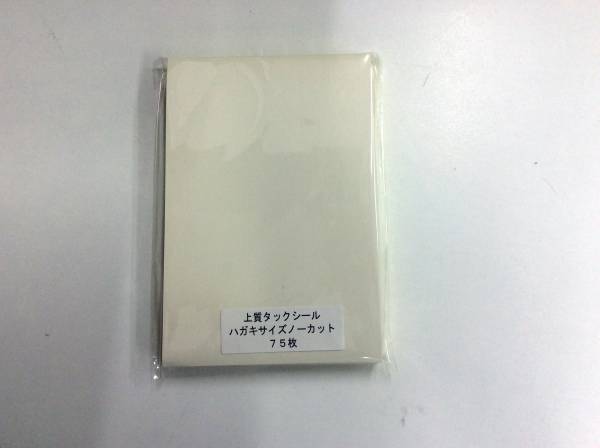 上質タックシール
ハガキサイズノーカット
７５枚